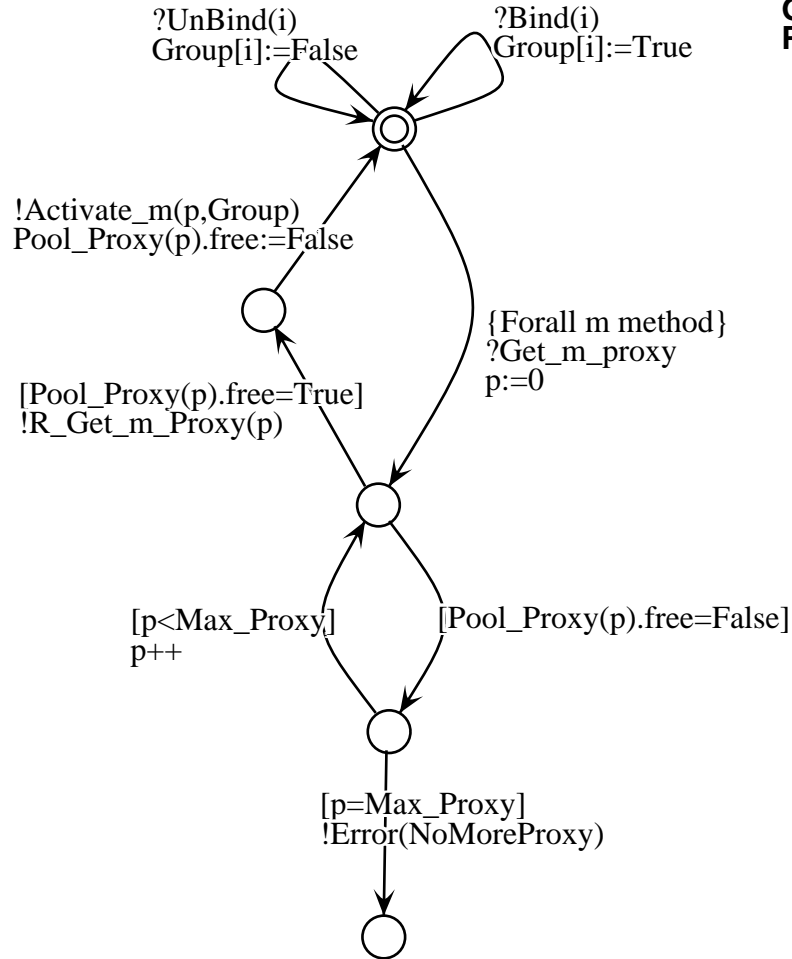 ?UnBind(i)
Group[i]:=False
?Bind(i)
Group[i]:=True
!Activate_m(p,Group)
Pool_Proxy(p).free:=False
{Forall m method}
?Get_m_proxy
p:=0
[Pool_Proxy(p).free=True]
!R_Get_m_Proxy(p)
[p<Max_Proxy]
p++
[Pool_Proxy(p).free=False]
[p=Max_Proxy]
!Error(NoMoreProxy)